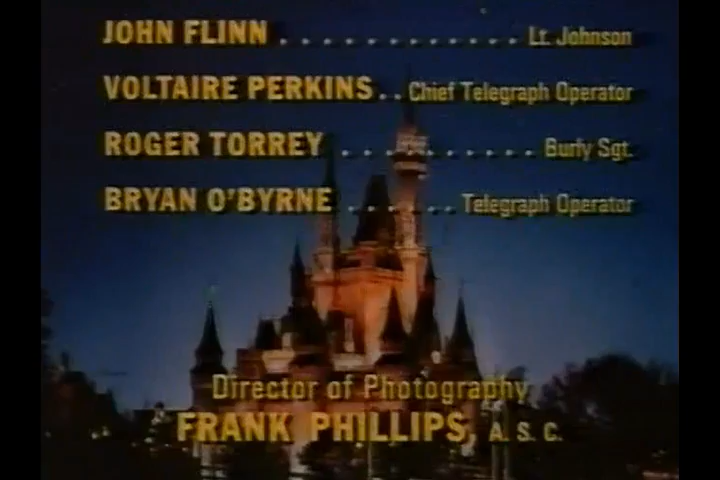 JOHN FLINN . . . . . . . . . . . . . Lt. Johnson
VOLTAIRE PERKINS . . Chief Telegraph Operator
ROGER TORREY . . . . . . . . . . Burly Sgt.
BRYAN O'BYRNE . . . . . . Telegraph Operator
Director of Photography
FRANK PHILLIPS, A. S. C.